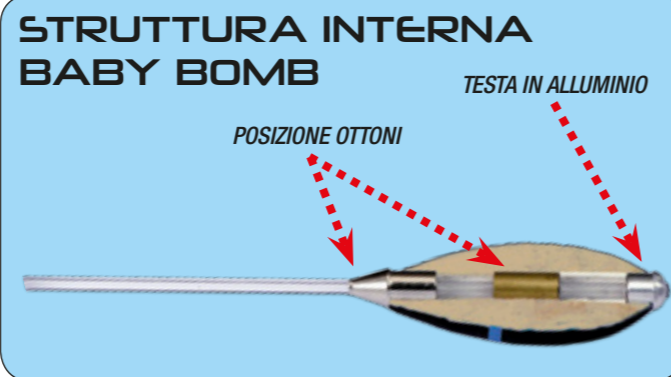 STRUTTURA INTERNA
BABY BOMB
TESTA IN ALLUMINIO
POSIZIONE OTTONI